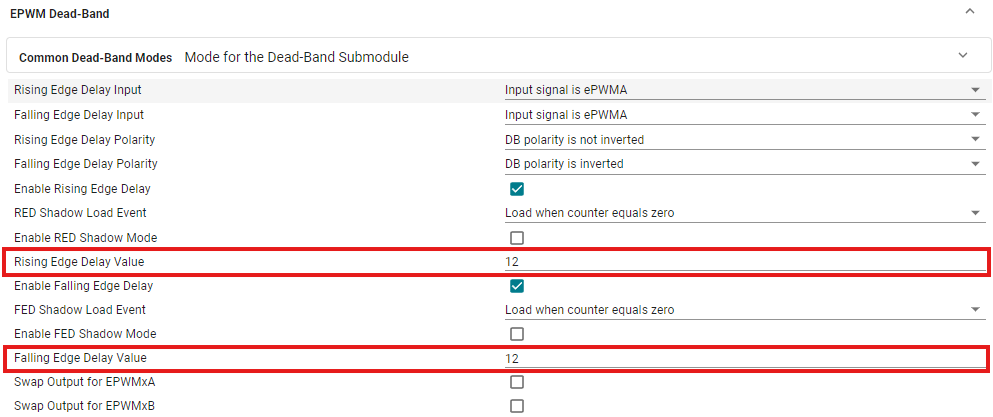 EPWM Dead-Band
Common Dead-Band Modes Mode for the Dead-Band Submodule
Rising Edge Delay Input Input signal is ePWMA
Falling Edge Delay Input Input signal is ePWMA
Rising Edge Delay Polarity DB polarity is not inverted
Falling Edge Delay Polarity DB polarity is inverted
Enable Rising Edge Delay
RED Shadow Load Event Load when counter equals zero
Enable RED Shadow Mode
Rising Edge Delay Value 12
Enable Falling Edge Delay
FED Shadow Load Event Load when counter equals zero
Enable FED Shadow Mode
Falling Edge Delay Value 12
Swap Output for EPWMxA
Swap Output for EPWMxB